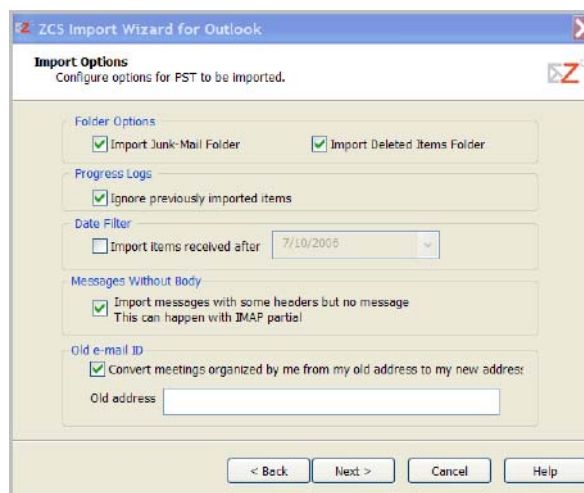 ZCS Import Wizard for Outlook
Import Options
Configure options for PST to be imported.
Folder Options
Import Junk-Mail Folder
Import Deleted Items Folder
Progress Logs
Ignore previously imported items
Date Filter
Import items received after
7/10/2006
Messages Without Body
Import messages with some headers but no message
This can happen with IMAP partial
Old e-mail ID
Convert meetings organized by me from my old address to my new addres
Old address
< Back
Next >
Cancel
Help